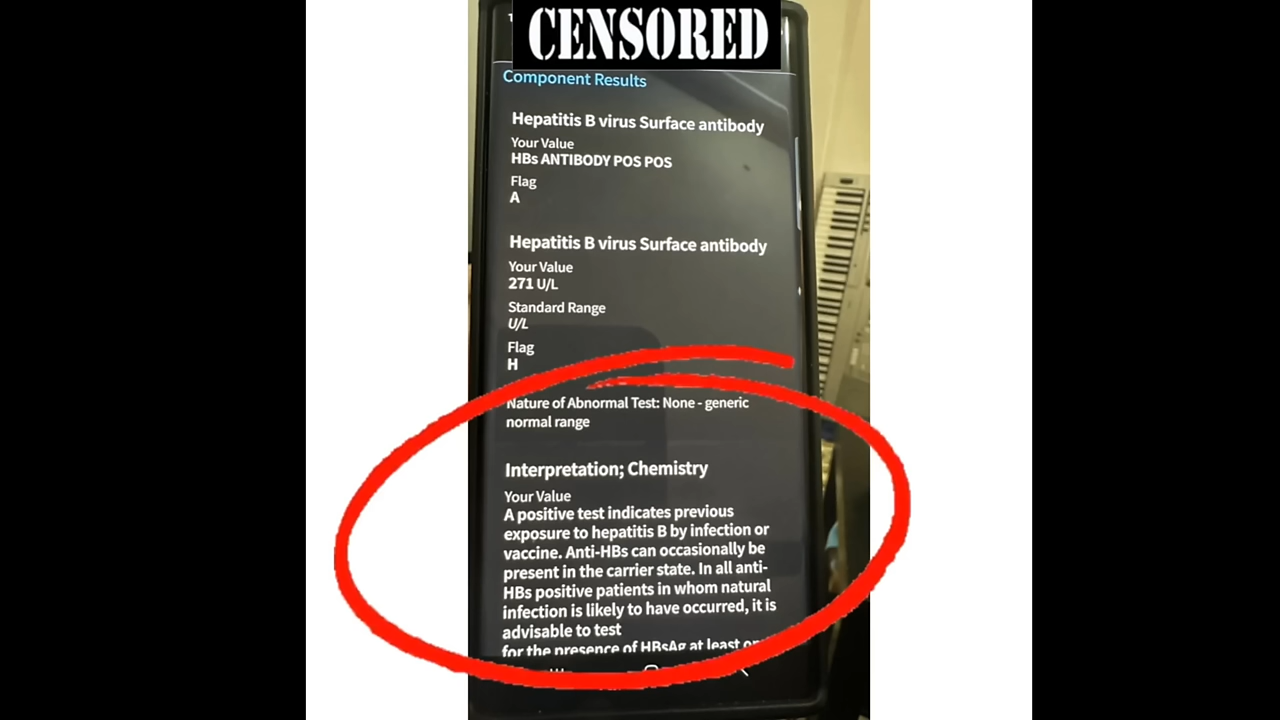 CENSORED
Component Results
Hepatitis B virus Surface antibody
Your Value
HBs ANTIBODY POS POS
Flag
A
Hepatitis B virus Surface antibody
Your Value
271 U/L
Standard Range
U/L
Flag
H
Nature of Abnormal Test: None - generic
normal range
Interpretation; Chemistry
Your Value
A positive test indicates previous
exposure to hepatitis B by infection or
vaccine. Anti-HBs can occasionally be
present in the carrier state. In all anti-
HBs positive patients in whom natural
infection is likely to have occurred, it is
advisable to test
for the presence of HBsAg at least